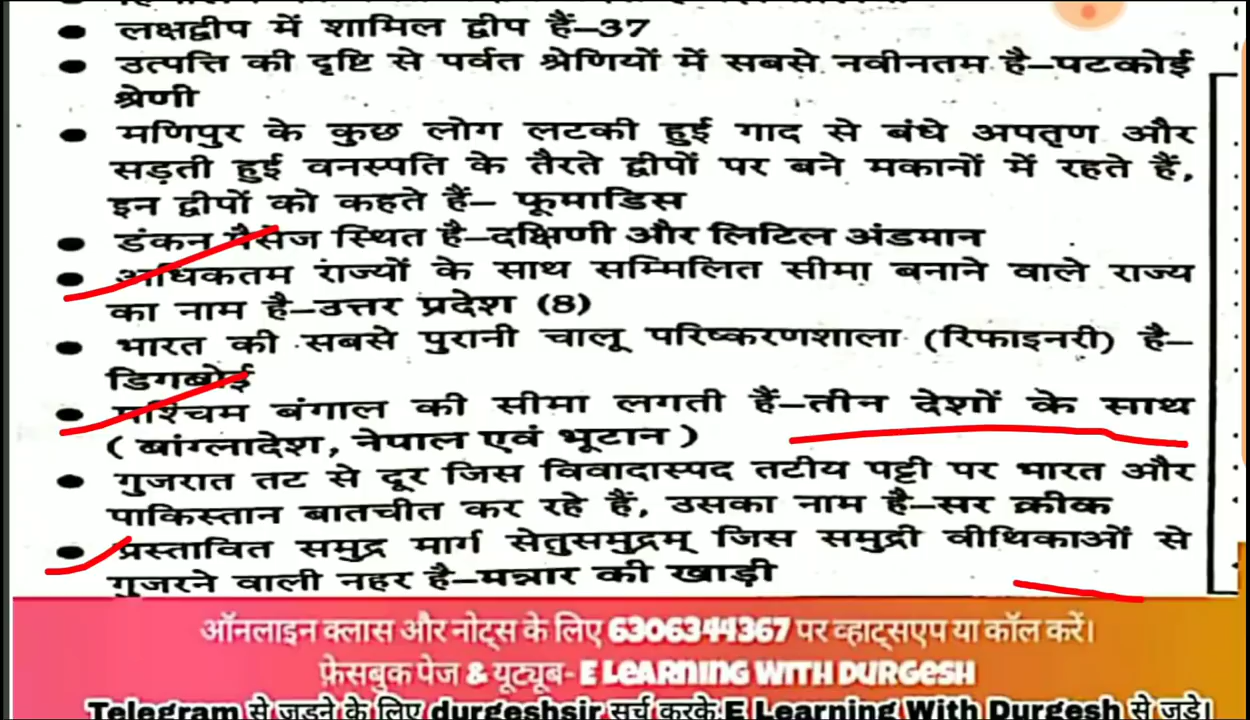 ● लक्षद्वीप में शामिल द्वीप हैं–37
● उत्पत्ति की दृष्टि से पर्वत श्रेणियों में सबसे नवीनतम है–पटकोई
श्रेणी
● मणिपुर के कुछ लोग लटकी हुई गाद से बंधे अपतृण और
सड़ती हुई वनस्पति के तैरते द्वीपों पर बने मकानों में रहते हैं,
इन द्वीपों को कहते हैं– फूमाडिस
● डंकन पैसेज स्थित है–दक्षिणी और लिटिल अंडमान
● अधिकतम राज्यों के साथ सम्मिलित सीमा बनाने वाले राज्य
का नाम है–उत्तर प्रदेश (8)
● भारत की सबसे पुरानी चालू परिष्करणशाला (रिफाइनरी) है–
डिगबोई
● पश्चिम बंगाल की सीमा लगती हैं–तीन देशों के साथ
( बांग्लादेश, नेपाल एवं भूटान )
● गुजरात तट से दूर जिस विवादास्पद तटीय पट्टी पर भारत और
पाकिस्तान बातचीत कर रहे हैं, उसका नाम है–सर क्रीक
● प्रस्तावित समुद्र मार्ग सेतुसमुद्रम् जिस समुद्री वीथिकाओं से
गुजरने वाली नहर है–मन्नार की खाड़ी
ऑनलाइन क्लास और नोट्स के लिए 6306344367 पर व्हाट्सएप या कॉल करें।
फ़ेसबुक पेज & यूट्यूब- E LEARNING WITH DURGESH
Telegram से जुड़ने के लिए durgeshsir सर्च करके E Learning With Durgesh से जुड़े।